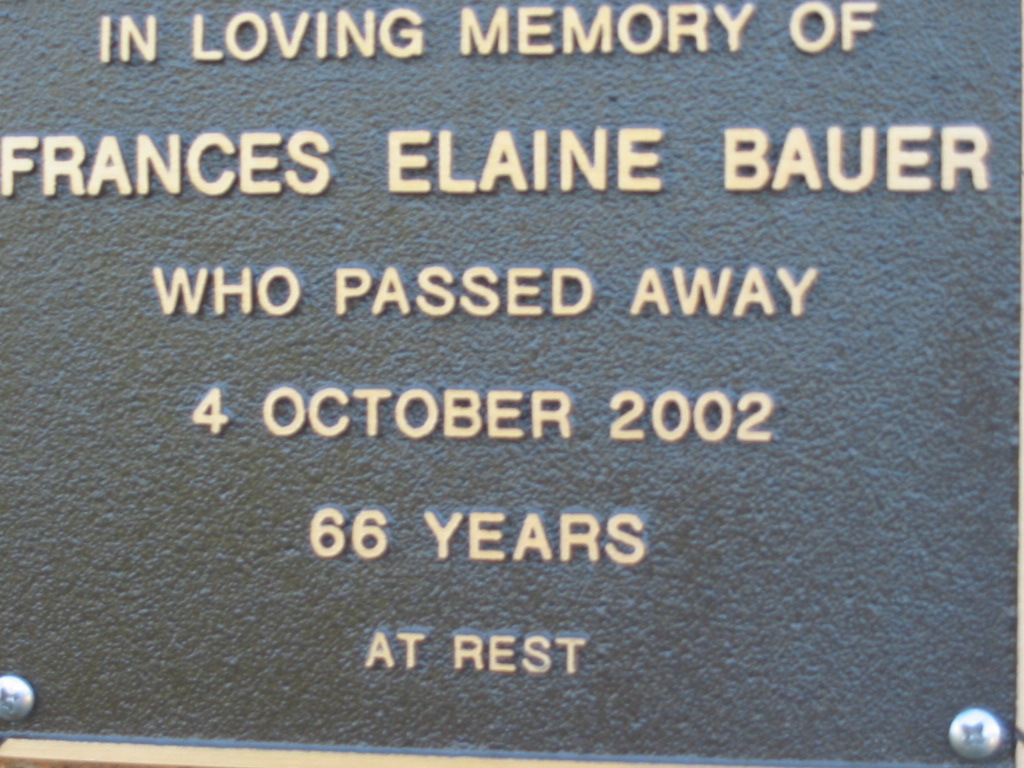 IN LOVING MEMORY OF
FRANCES ELAINE BAUER
WHO PASSED AWAY
4 OCTOBER 2002
66 YEARS
AT REST